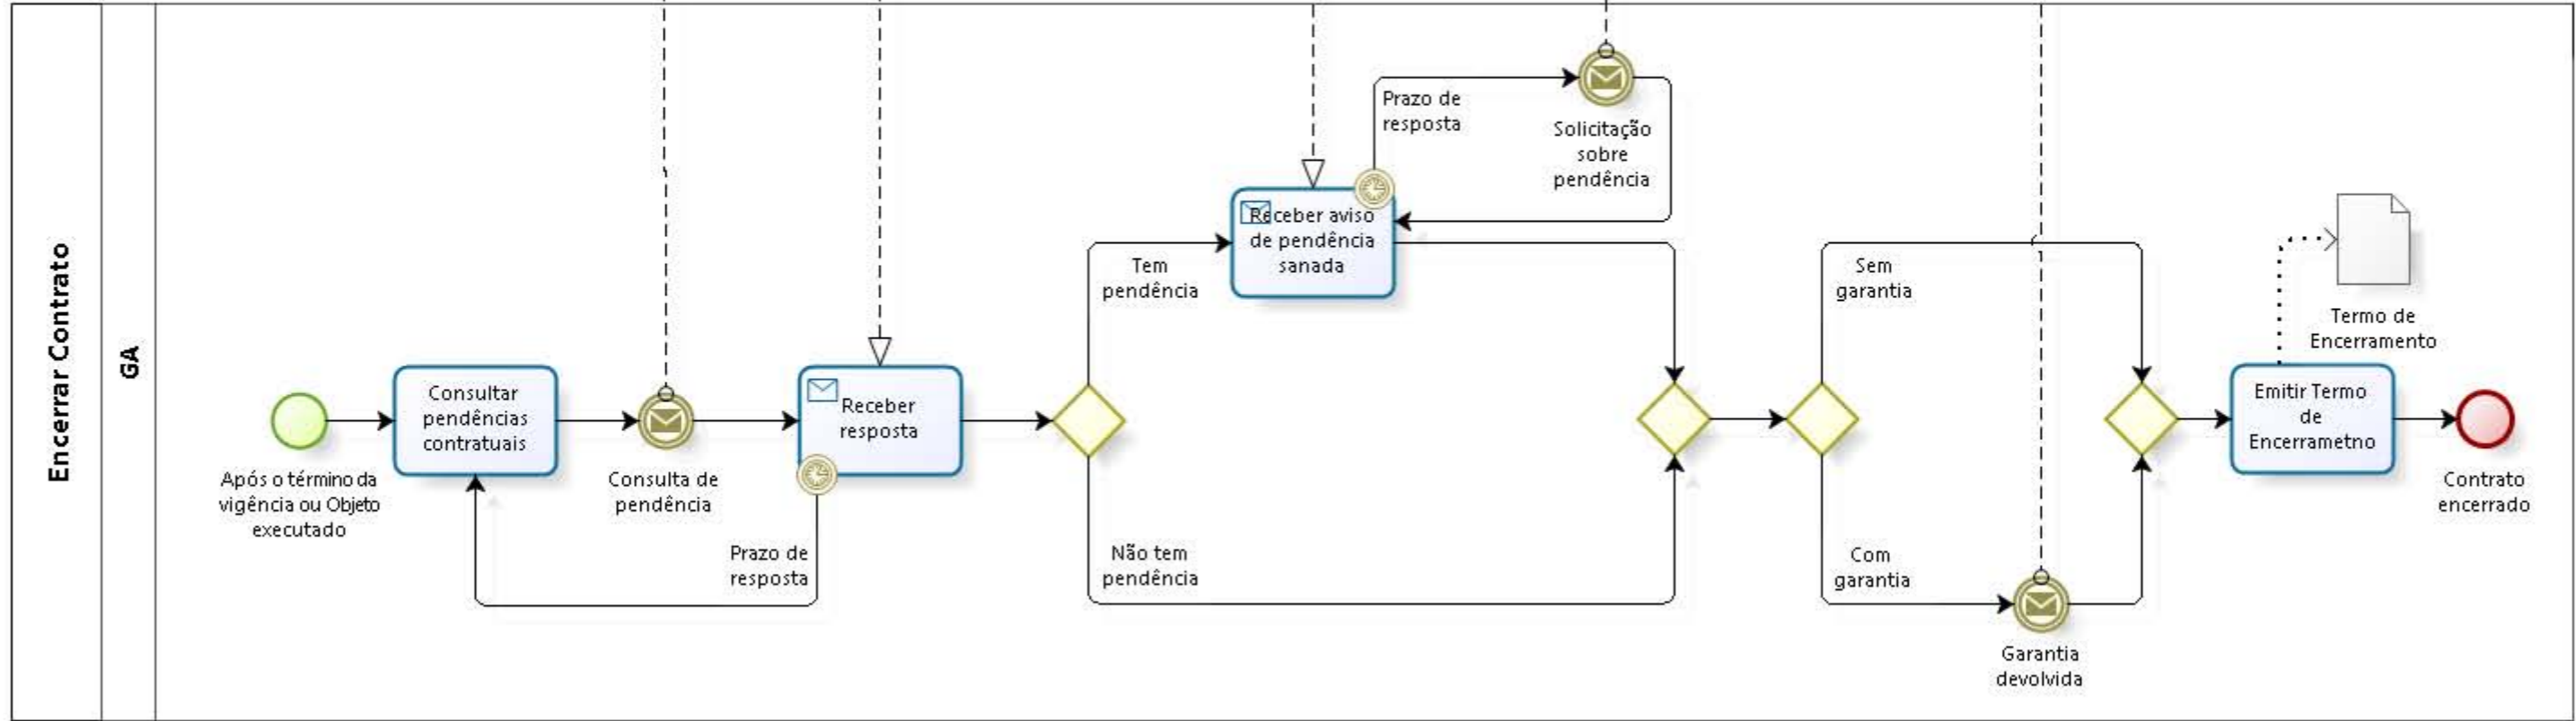 Encerrar Contrato
GA
Após o término da
vigência ou Objeto
executado
Consultar
pendências
contratuais
Consulta de
pendência
Receber
resposta
Prazo de
resposta
Tem
pendência
Não tem
pendência
Receber aviso
de pendência
sanada
Prazo de
resposta
Solicitação
sobre
pendência
Sem
garantia
Com
garantia
Garantia
devolvida
Emitir Termo
de
Encerrametno
Termo de
Encerramento
Contrato
encerrado